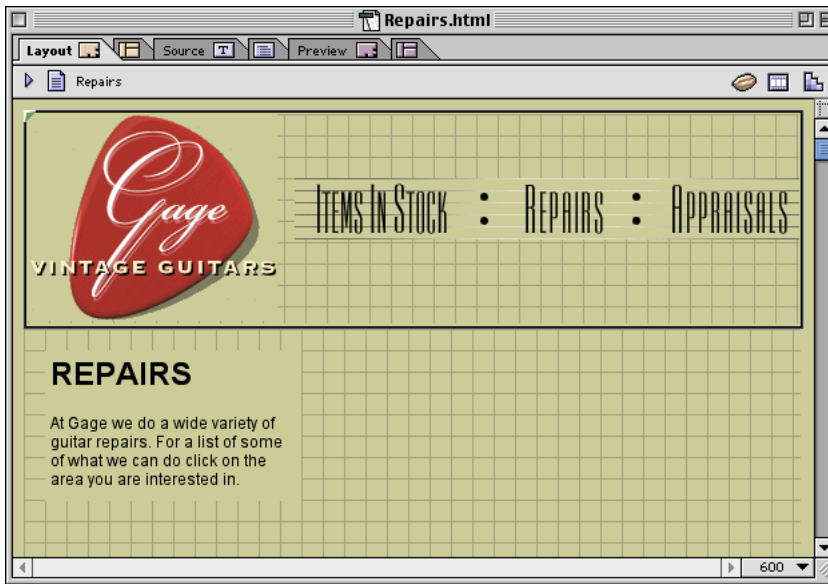 Repairs.html
Layout
Source T
Preview
Repairs
Gage
VINTAGE GUITARS
ITEMS IN STOCK : REPAIRS : APPRAISALS
REPAIRS
At Gage we do a wide variety of
guitar repairs. For a list of some
of what we can do click on the
area you are interested in.
600